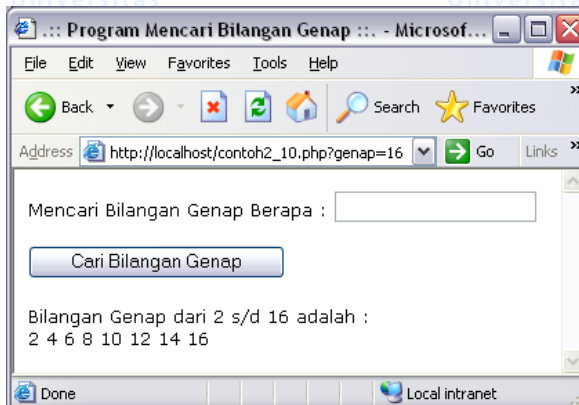 Universitas Universitas
.:: Program Mencari Bilangan Genap ::. - Microsof...
File Edit View Favorites Tools Help
Back Search Favorites
Address http://localhost/contoh2_10.php?genap=16 Go Links
Mencari Bilangan Genap Berapa :
Cari Bilangan Genap
Bilangan Genap dari 2 s/d 16 adalah :
2 4 6 8 10 12 14 16
Done Local intranet